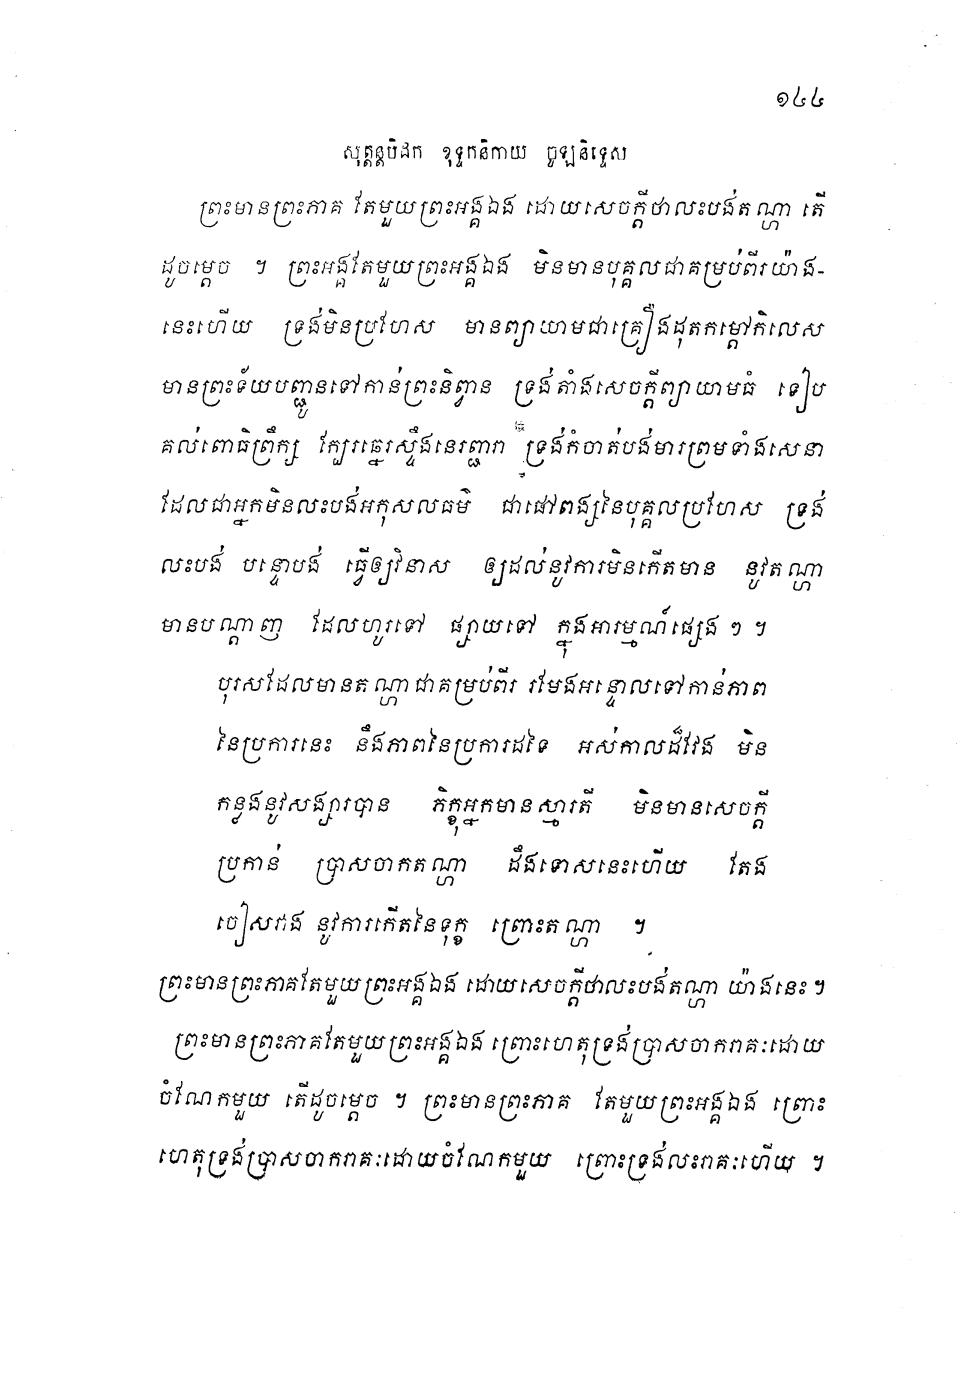 ១៤៤
សុត្តន្តបិដក ខុទ្ទកនិកាយ ចូឡនិទ្ទេស
ព្រះមានព្រះភាគ តែមួយព្រះអង្គឯង ដោយសេចក្តីថាលះបង់តណ្ហា តើ
ដូចម្តេច ។ ព្រះអង្គតែមួយព្រះអង្គឯង មិនមានបុគ្គលជាគម្រប់ពីរយ៉ាង-
នេះហើយ ទ្រង់មិនប្រហែស មានព្យាយាមជាគ្រឿងដុតកម្តៅកិលេស
មានព្រះទ័យបញ្ជូនទៅកាន់ព្រះនិព្វាន ទ្រង់តាំងសេចក្តីព្យាយាមធំ ទៀប
គល់ពោធិព្រឹក្ស ក្បែរឆ្នេរស្ទឹងនេរញ្ជរា ទ្រង់កំចាត់បង់មារព្រមទាំងសេនា
ដែលជាអ្នកមិនលះបង់អកុសលធម៌ ជាផៅពង្សនៃបុគ្គលប្រហែស ទ្រង់
លះបង់ បន្ទោបង់ ធ្វើឲ្យវិនាស ឲ្យដល់នូវការមិនកើតមាន នូវតណ្ហា
មានបណ្តាញ ដែលហូរទៅ ផ្សាយទៅ ក្នុងអារម្មណ៍ផ្សេង ៗ ។
បុរសដែលមានតណ្ហាជាគម្រប់ពីរ រមែងអន្ទោលទៅកាន់ភាព
នៃប្រការនេះ នឹងភាពនៃប្រការដទៃ អស់កាលដ៏វែង មិន
កន្លងនូវសង្សារបាន ភិក្ខុអ្នកមានស្មារតី មិនមានសេចក្តី
ប្រកាន់ ប្រាសចាកតណ្ហា ដឹងទោសនេះហើយ តែង
ចៀសវាង នូវការកើតនៃទុក្ខ ព្រោះតណ្ហា ។
ព្រះមានព្រះភាគតែមួយព្រះអង្គឯង ដោយសេចក្តីថាលះបង់តណ្ហា យ៉ាងនេះ ។
ព្រះមានព្រះភាគតែមួយព្រះអង្គឯង ព្រោះហេតុទ្រង់ប្រាសចាករាគៈដោយ
ចំណែកមួយ តើដូចម្តេច ។ ព្រះមានព្រះភាគ តែមួយព្រះអង្គឯង ព្រោះ
ហេតុទ្រង់ប្រាសចាករាគៈដោយចំណែកមួយ ព្រោះទ្រង់លះរាគៈហើយ ។